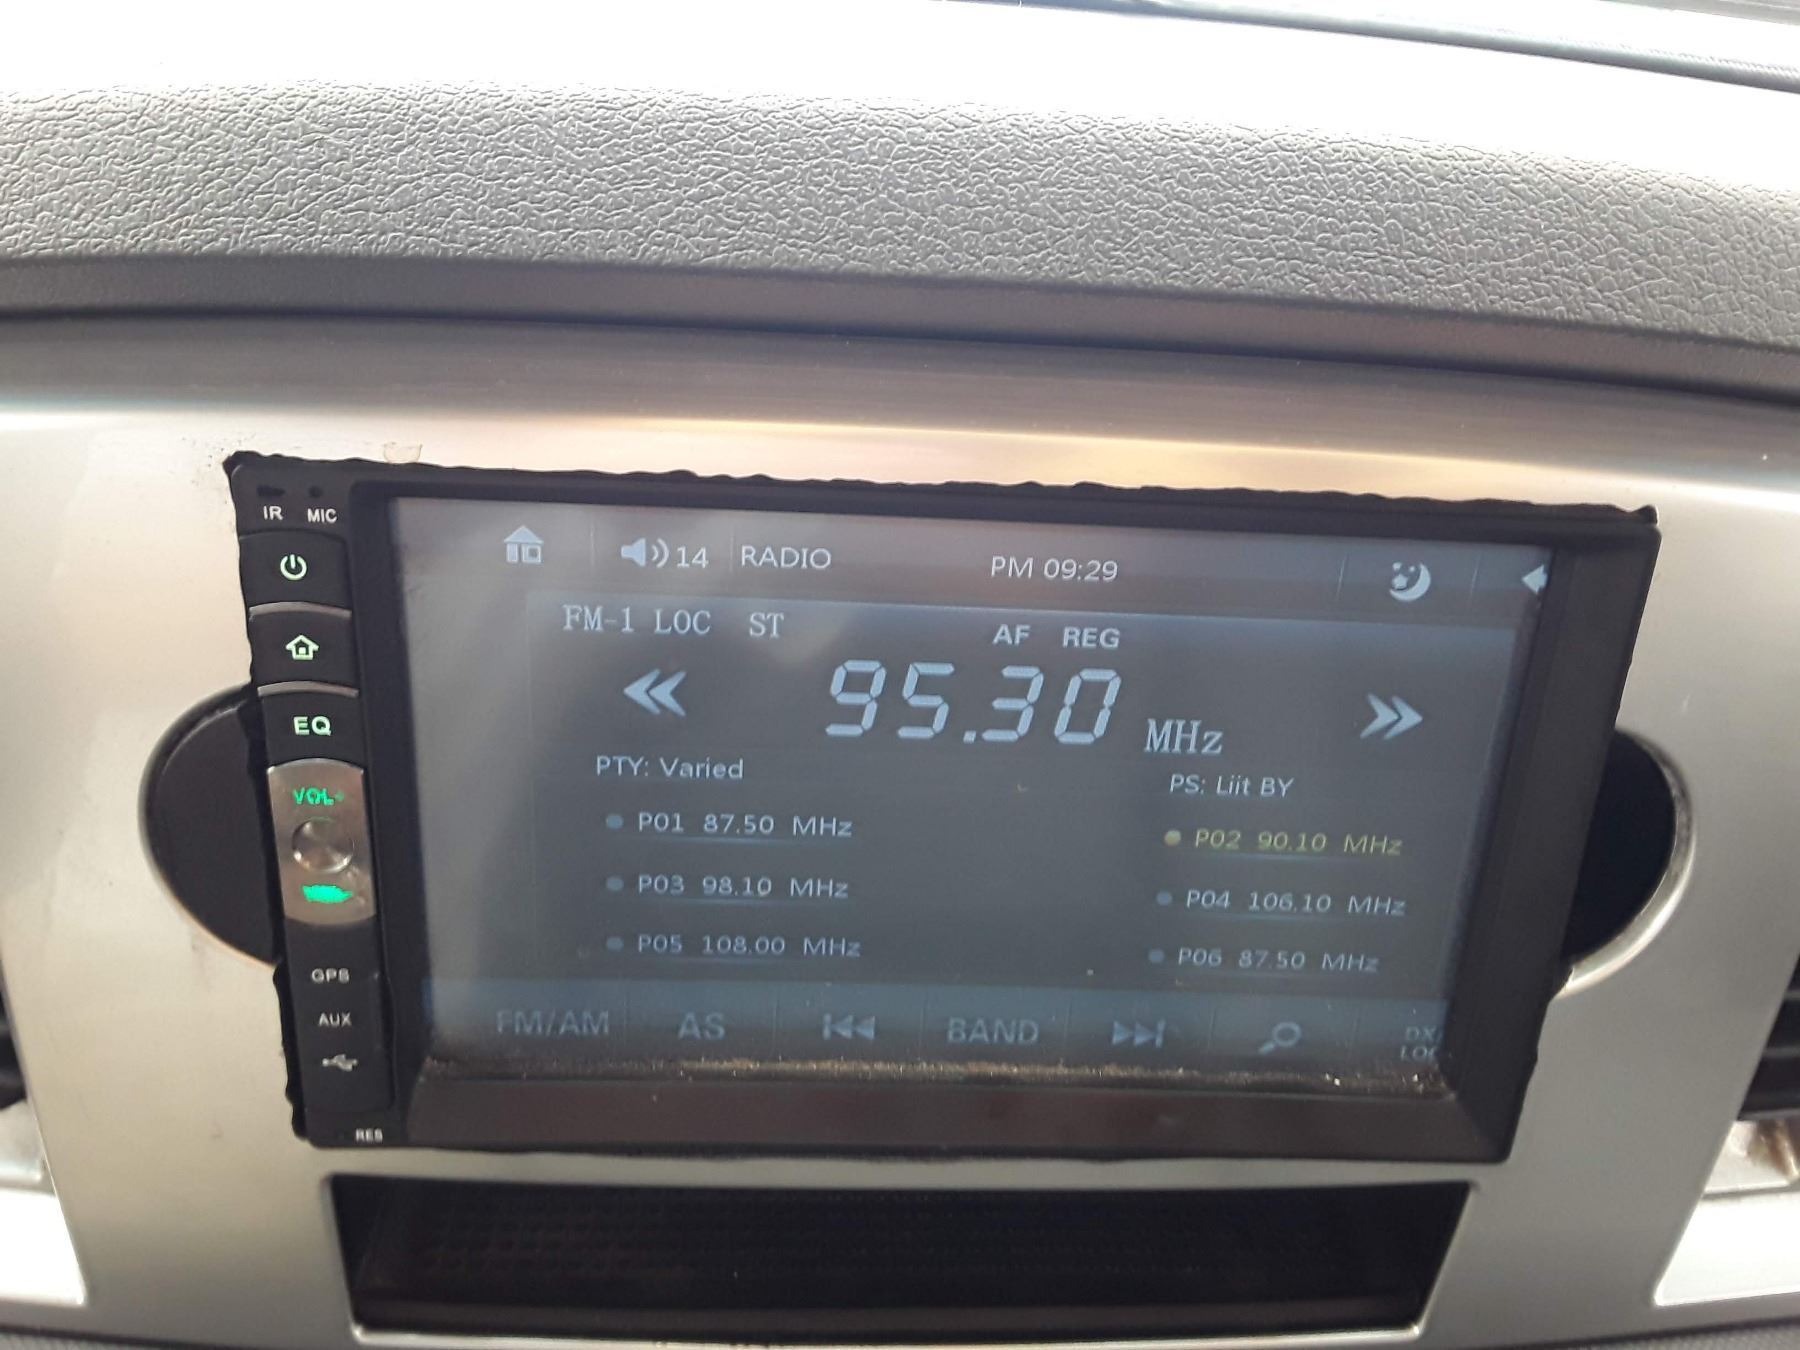 IR MIC
EQ
VOL+
GPS
AUX
RES
14 RADIO PM 09:29
FM-1 LOC ST AF REG
95.30 MHz
PTY: Varied PS: Liit BY
P01 87.50 MHz P02 90.10 MHz
P03 98.10 MHz P04 106.10 MHz
P05 108.00 MHz P06 87.50 MHz
FM/AM AS BAND DX/
LOC